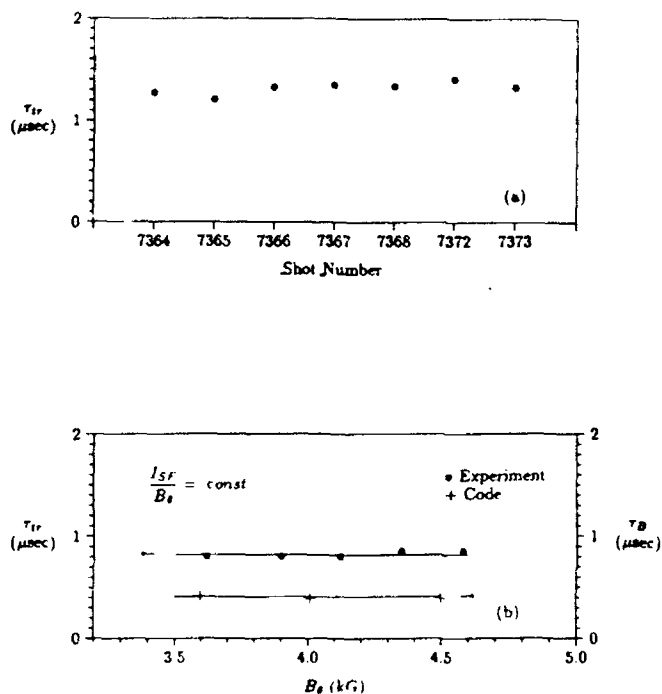 2
1
0
τtr
(μsec)
(a)
7364 7365 7366 7367 7368 7372 7373
Shot Number
2
1
0
τtr
(μsec)
ISF/Bθ = const
• Experiment
+ Code
2
1
0
τB
(μsec)
(b)
3.5 4.0 4.5 5.0
Bθ (kG)